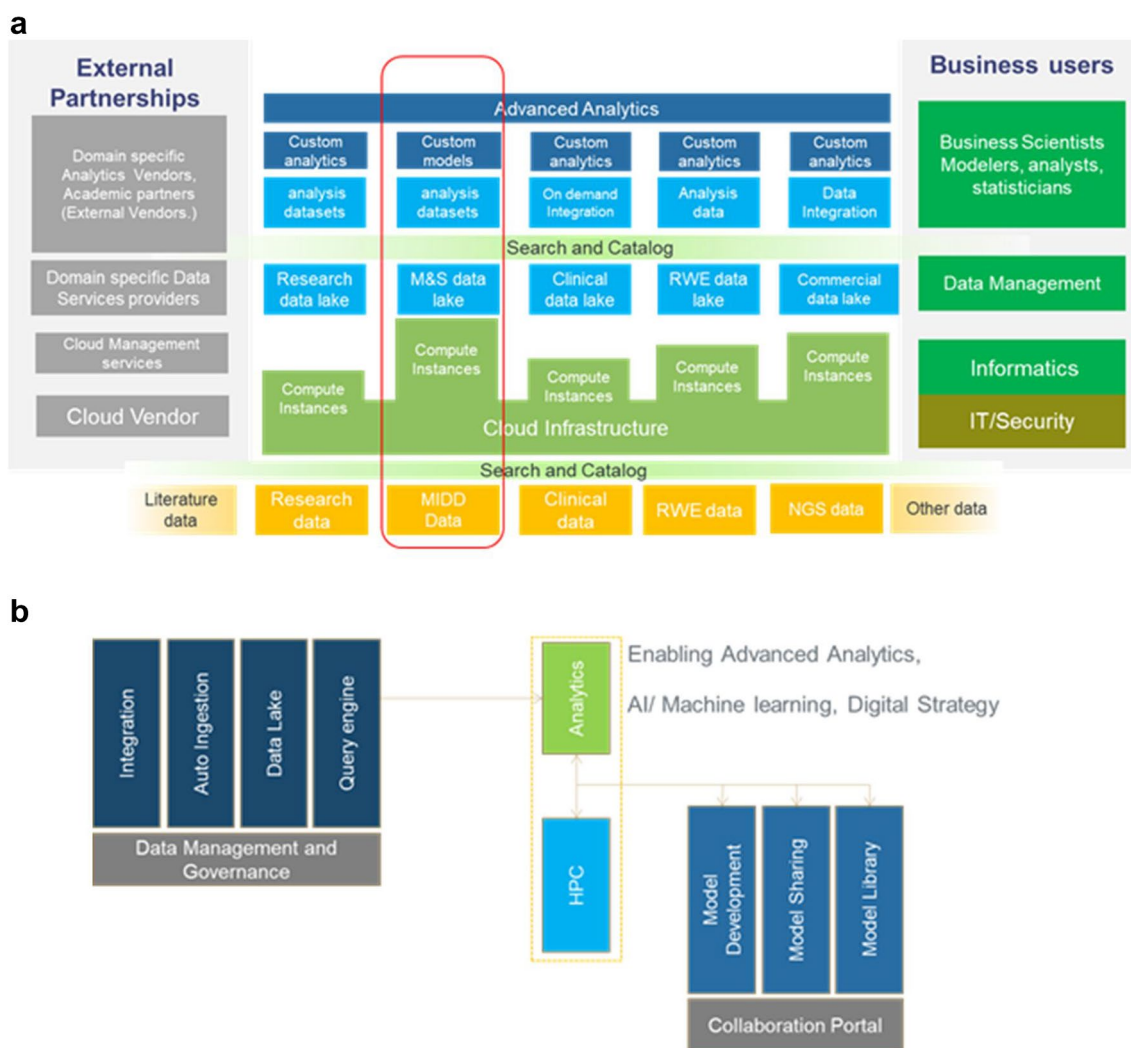 a
External
Partnerships
Domain specific
Analytics Vendors,
Academic partners
(External Vendors.)
Domain specific Data
Services providers
Cloud Management
services
Cloud Vendor
Advanced Analytics
Custom
analytics
Custom
models
Custom
analytics
Custom
analytics
Custom
analytics
analysis
datasets
analysis
datasets
On demand
Integration
Analysis
data
Data
Integration
Search and Catalog
Research
data lake
M&S data
lake
Clinical
data lake
RWE data
lake
Commercial
data lake
Compute
Instances
Compute
Instances
Compute
Instances
Compute
Instances
Compute
Instances
Cloud Infrastructure
Business users
Business Scientists
Modelers, analysts,
statisticians
Data Management
Informatics
IT/Security
Search and Catalog
Literature
data
Research
data
MIDD
Data
Clinical
data
RWE data
NGS data
Other data
b
Integration
Auto Ingestion
Data Lake
Query engine
Data Management and
Governance
Analytics
HPC
Enabling Advanced Analytics,
AI/ Machine learning, Digital Strategy
Model
Development
Model Sharing
Model Library
Collaboration Portal